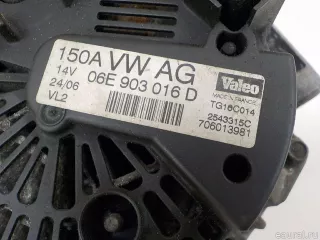 150A VW AG
14V
06E 903 016 D
24/06
VL2
Valeo
MADE IN FRANCE
TG15C014
2543315C
706013981